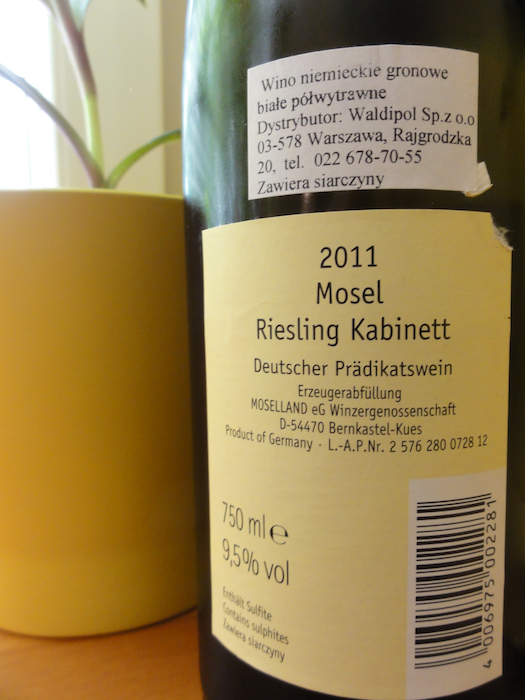 Wino niemieckie gronowe
białe półwytrawne
Dystrybutor: Waldipol Sp.z o.o
03-578 Warszawa, Rajgrodzka
20, tel. 022 678-70-55
Zawiera siarczyny
2011
Mosel
Riesling Kabinett
Deutscher Prädikatswein
Erzeugerabfüllung
MOSELLAND eG Winzergenossenschaft
D-54470 Bernkastel-Kues
Product of Germany · L.-A.P.Nr. 2 576 280 0728 12
750 ml ℮
9,5% vol
Enthält Sulfite
Contains sulphites
Zawiera siarczyny
4 006975 002281